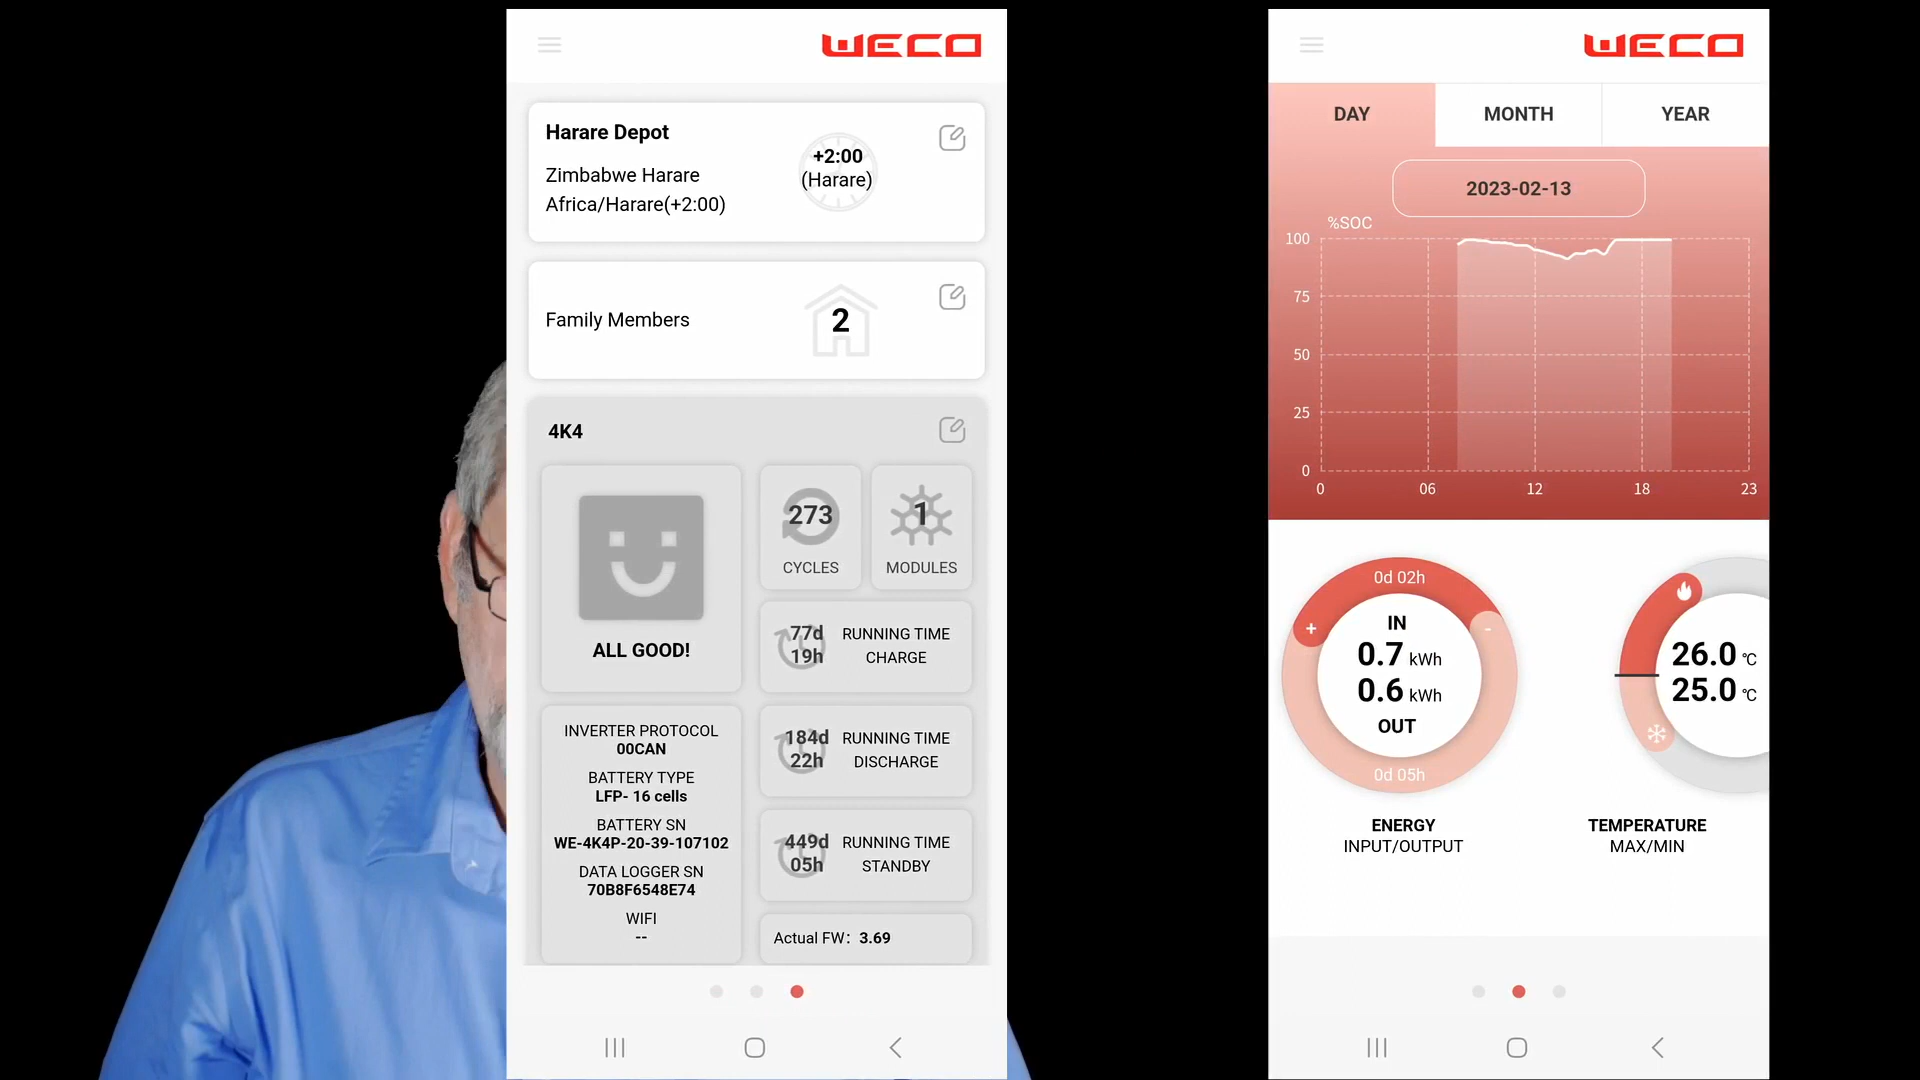 WECO
Harare Depot
Zimbabwe Harare
Africa/Harare(+2:00)
+2:00
(Harare)
Family Members
2
4K4
ALL GOOD!
273
CYCLES
1
MODULES
77d
19h
RUNNING TIME
CHARGE
184d
22h
RUNNING TIME
DISCHARGE
449d
05h
RUNNING TIME
STANDBY
INVERTER PROTOCOL
00CAN
BATTERY TYPE
LFP- 16 cells
BATTERY SN
WE-4K4P-20-39-107102
DATA LOGGER SN
70B8F6548E74
WIFI
--
Actual FW: 3.69
WECO
DAY
MONTH
YEAR
2023-02-13
%SOC
100
75
50
25
0
0
06
12
18
23
0d 02h
+
-
IN
0.7 kWh
0.6 kWh
OUT
0d 05h
ENERGY
INPUT/OUTPUT
26.0 °C
25.0 °C
TEMPERATURE
MAX/MIN